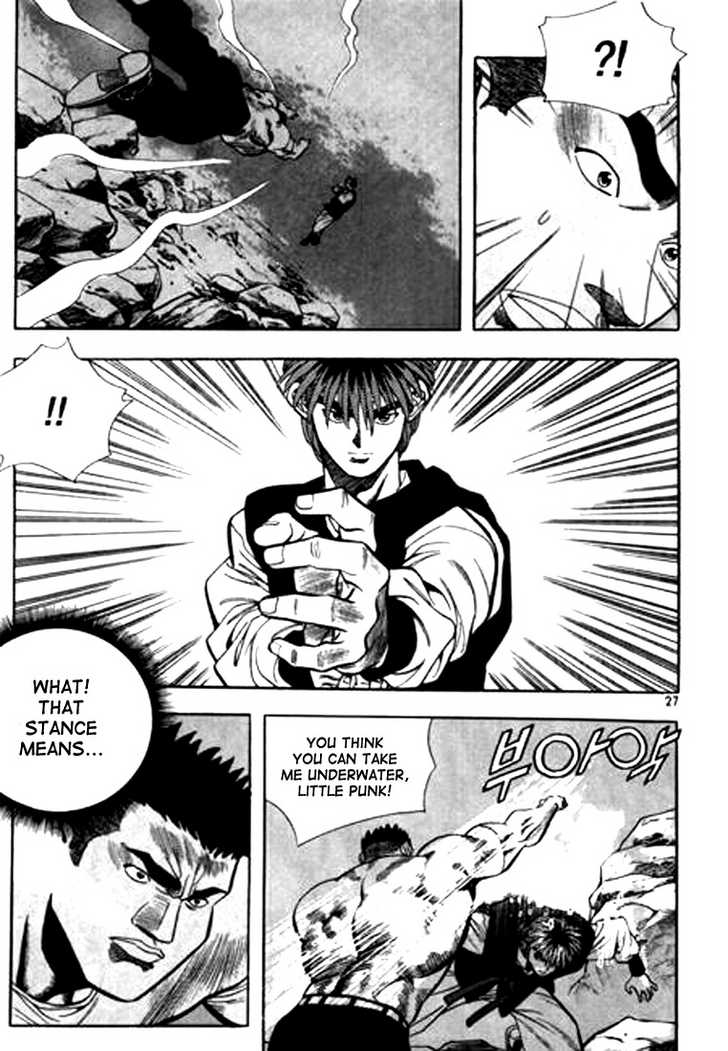 ?!
!!
27
WHAT!
THAT
STANCE
MEANS...
YOU THINK
YOU CAN TAKE
ME UNDERWATER,
LITTLE PUNK!
부아악